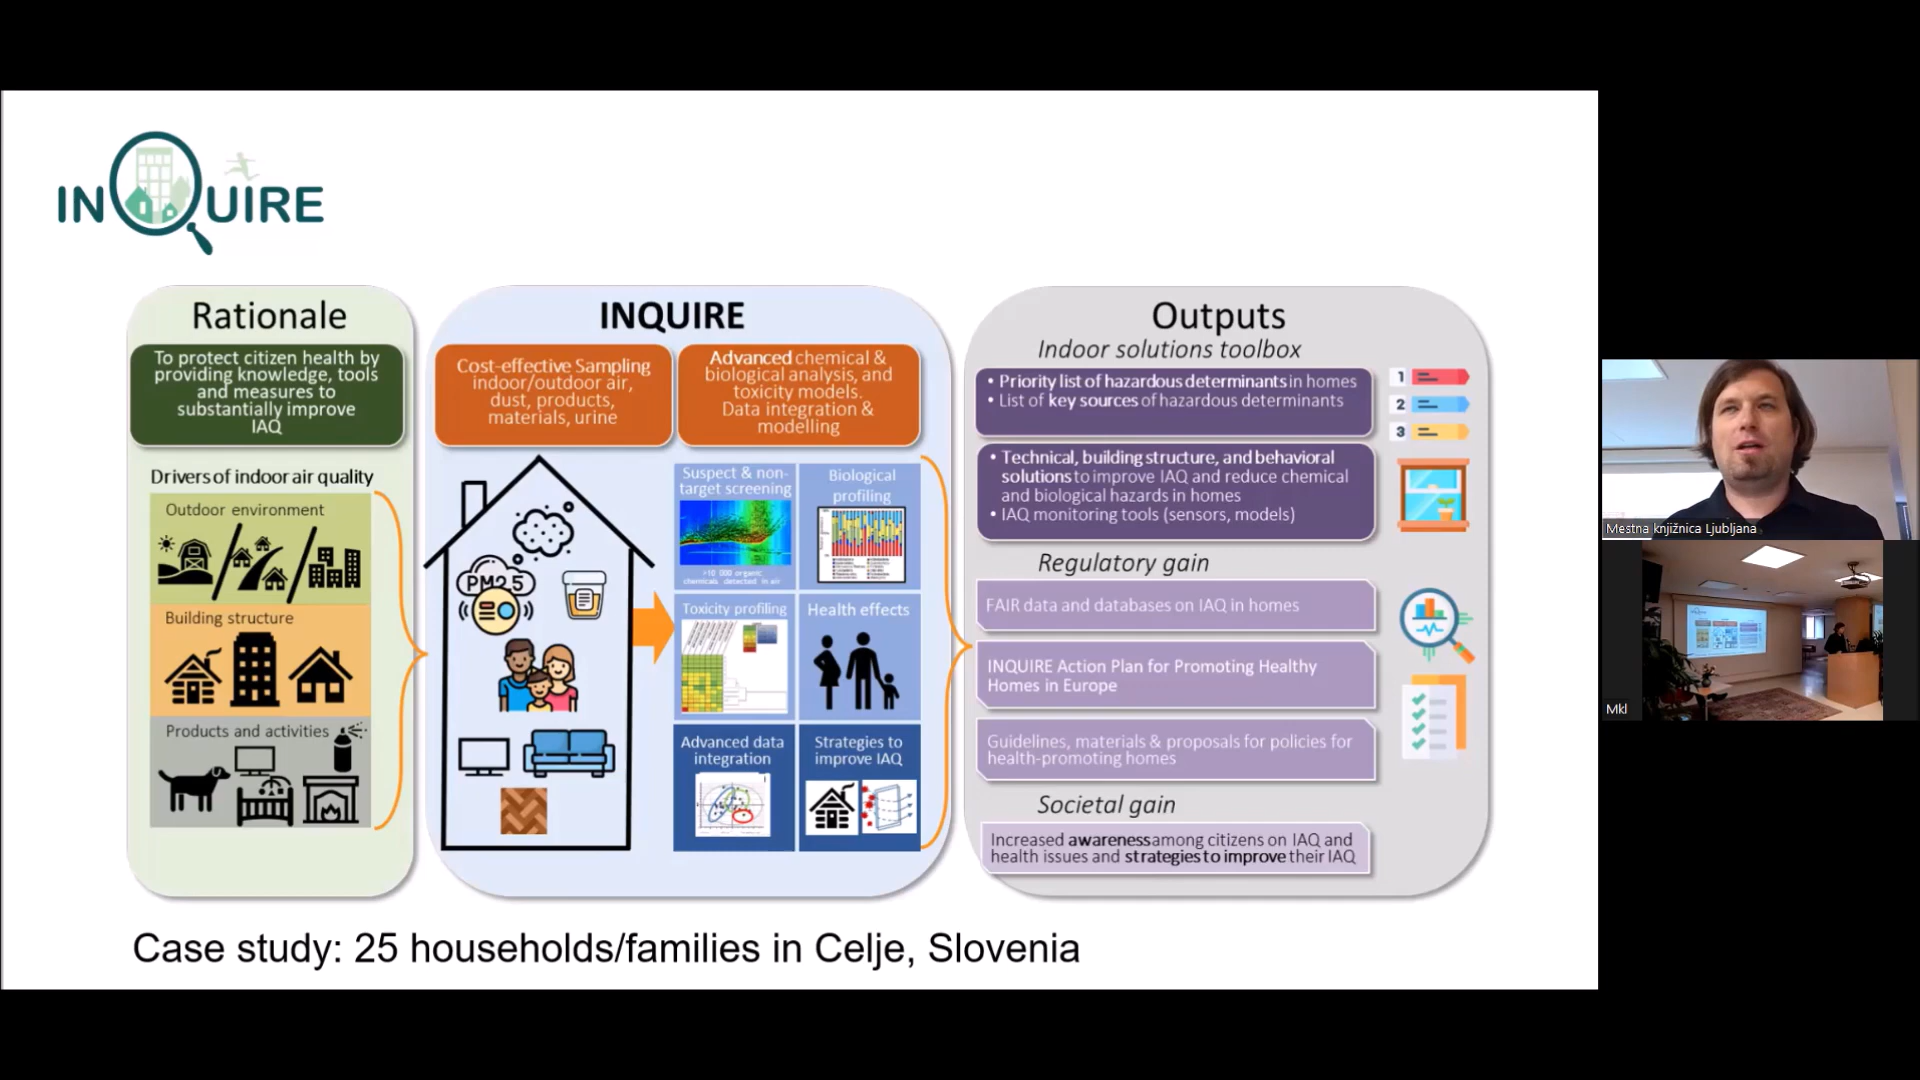 INQUIRE
Rationale
To protect citizen health by
providing knowledge, tools
and measures to
substantially improve
IAQ
Drivers of indoor air quality
Outdoor environment
Building structure
Products and activities
INQUIRE
Cost-effective Sampling
indoor/outdoor air,
dust, products,
materials, urine
Advanced chemical &
biological analysis, and
toxicity models.
Data integration &
modelling
PM2.5
Suspect & non-
target screening
>10 000 organic
chemicals detected in air
Biological
profiling
Toxicity profiling
Health effects
Advanced data
integration
Strategies to
improve IAQ
Outputs
Indoor solutions toolbox
• Priority list of hazardous determinants in homes
• List of key sources of hazardous determinants
1
2
3
• Technical, building structure, and behavioral
solutions to improve IAQ and reduce chemical
and biological hazards in homes
• IAQ monitoring tools (sensors, models)
Regulatory gain
FAIR data and databases on IAQ in homes
INQUIRE Action Plan for Promoting Healthy
Homes in Europe
Guidelines, materials & proposals for policies for
health-promoting homes
Societal gain
Increased awareness among citizens on IAQ and
health issues and strategies to improve their IAQ
Case study: 25 households/families in Celje, Slovenia
Mestna knjižnica Ljubljana
Mkl